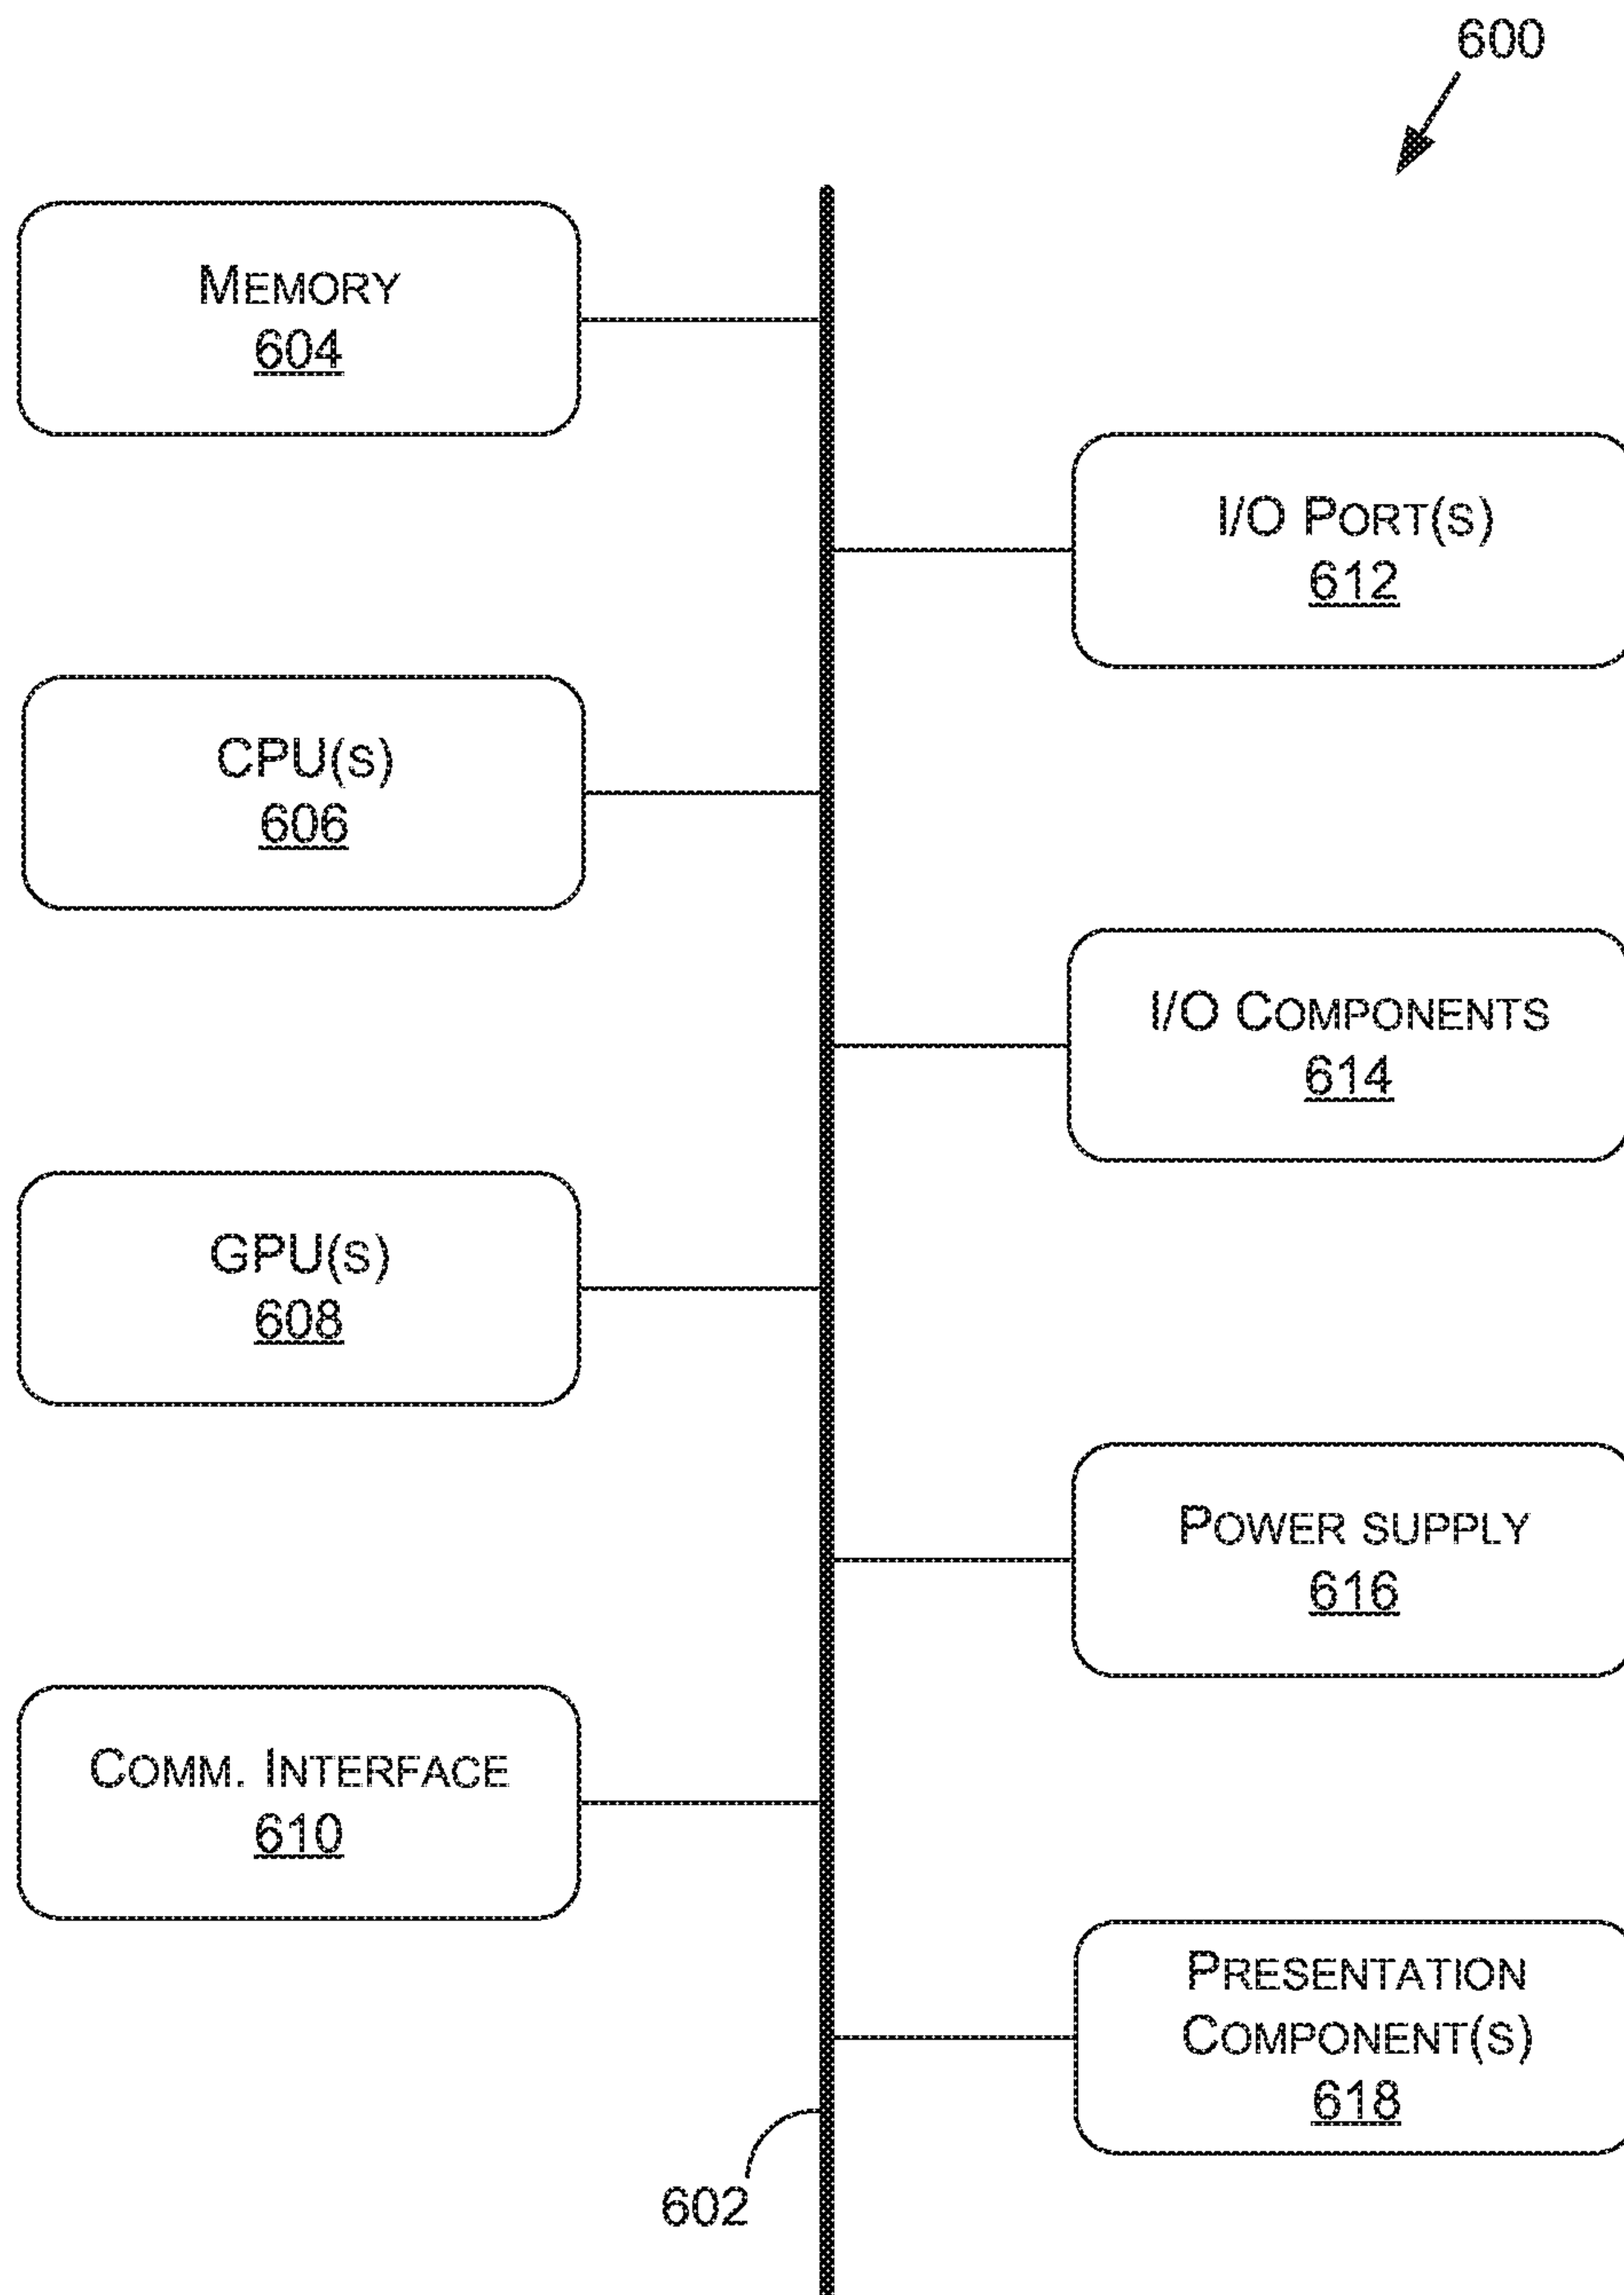 600
MEMORY
604
I/O PORT(S)
612
CPU(S)
606
I/O COMPONENTS
614
GPU(S)
608
POWER SUPPLY
616
COMM. INTERFACE
610
PRESENTATION
COMPONENT(S)
618
602